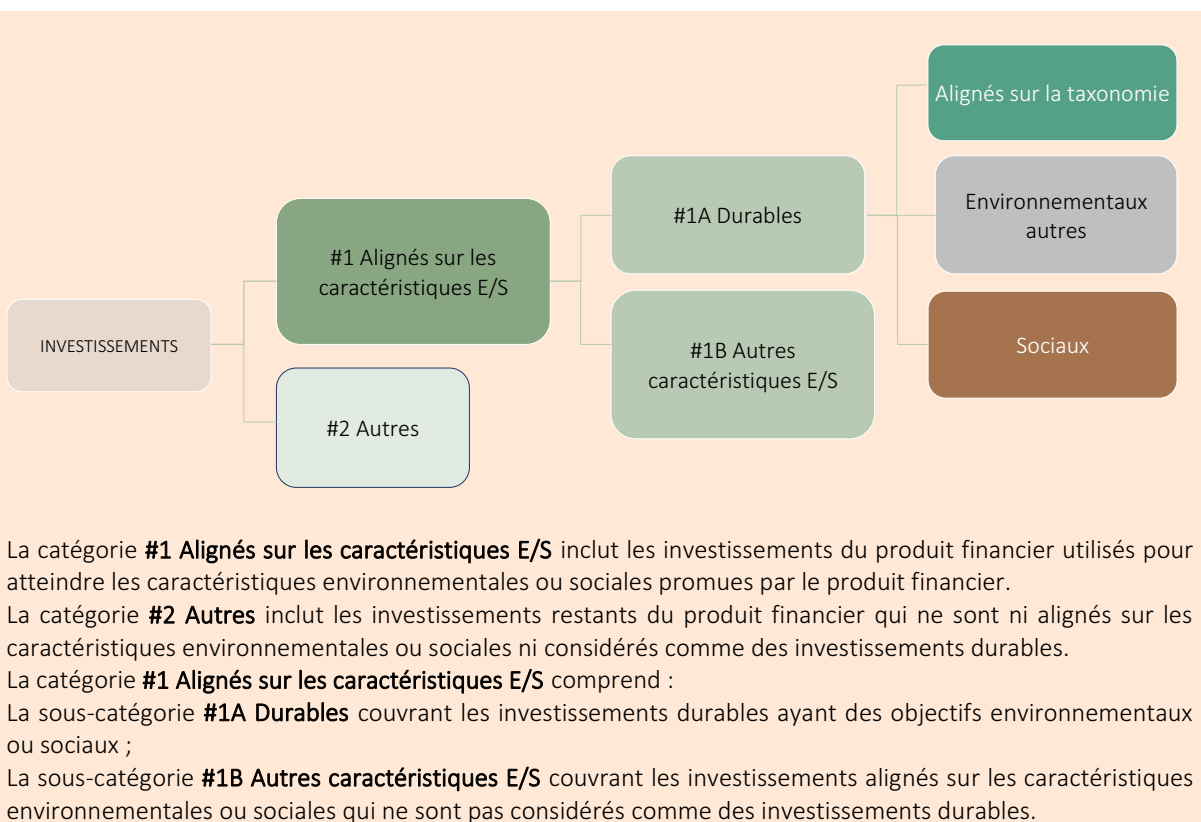 Alignés sur la taxonomie
Environnementaux
autres
#1A Durables
#1 Alignés sur les
caractéristiques E/S
INVESTISSEMENTS
#1B Autres
caractéristiques E/S
Sociaux
#2 Autres
La catégorie #1 Alignés sur les caractéristiques E/S inclut les investissements du produit financier utilisés pour
atteindre les caractéristiques environnementales ou sociales promues par le produit financier.
La catégorie #2 Autres inclut les investissements restants du produit financier qui ne sont ni alignés sur les
caractéristiques environnementales ou sociales ni considérés comme des investissements durables.
La catégorie #1 Alignés sur les caractéristiques E/S comprend :
La sous-catégorie #1A Durables couvrant les investissements durables ayant des objectifs environnementaux
ou sociaux ;
La sous-catégorie #1B Autres caractéristiques E/S couvrant les investissements alignés sur les caractéristiques
environnementales ou sociales qui ne sont pas considérés comme des investissements durables.